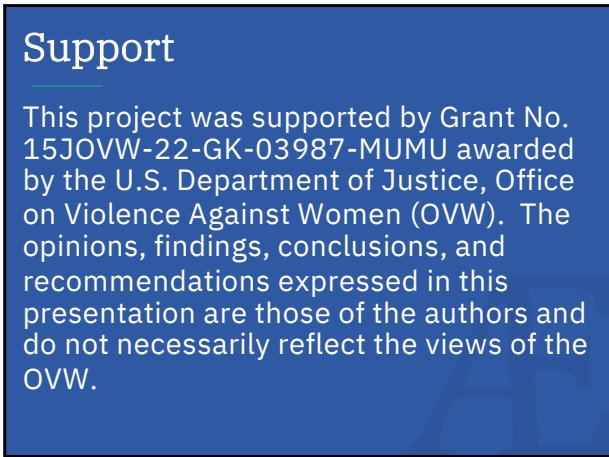 Support
This project was supported by Grant No.
15JOVW-22-GK-03987-MUMU awarded
by the U.S. Department of Justice, Office
on Violence Against Women (OVW).  The
opinions, findings, conclusions, and
recommendations expressed in this
presentation are those of the authors and
do not necessarily reflect the views of the
OVW.
Æ